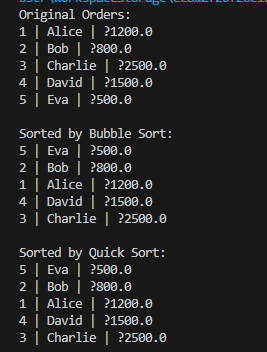 Original Orders:
1 | Alice | ?1200.0
2 | Bob | ?800.0
3 | Charlie | ?2500.0
4 | David | ?1500.0
5 | Eva | ?500.0

Sorted by Bubble Sort:
5 | Eva | ?500.0
2 | Bob | ?800.0
1 | Alice | ?1200.0
4 | David | ?1500.0
3 | Charlie | ?2500.0

Sorted by Quick Sort:
5 | Eva | ?500.0
2 | Bob | ?800.0
1 | Alice | ?1200.0
4 | David | ?1500.0
3 | Charlie | ?2500.0